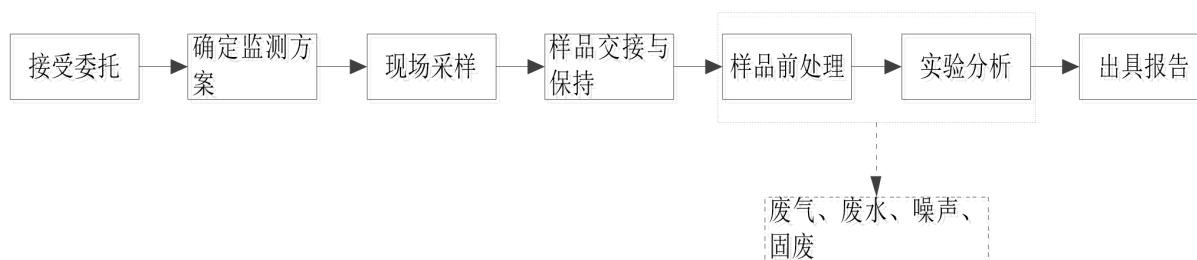 接受委托
确定监测方
案
现场采样
样品交接与
保持
样品前处理
实验分析
出具报告
废气、废水、噪声、
固废